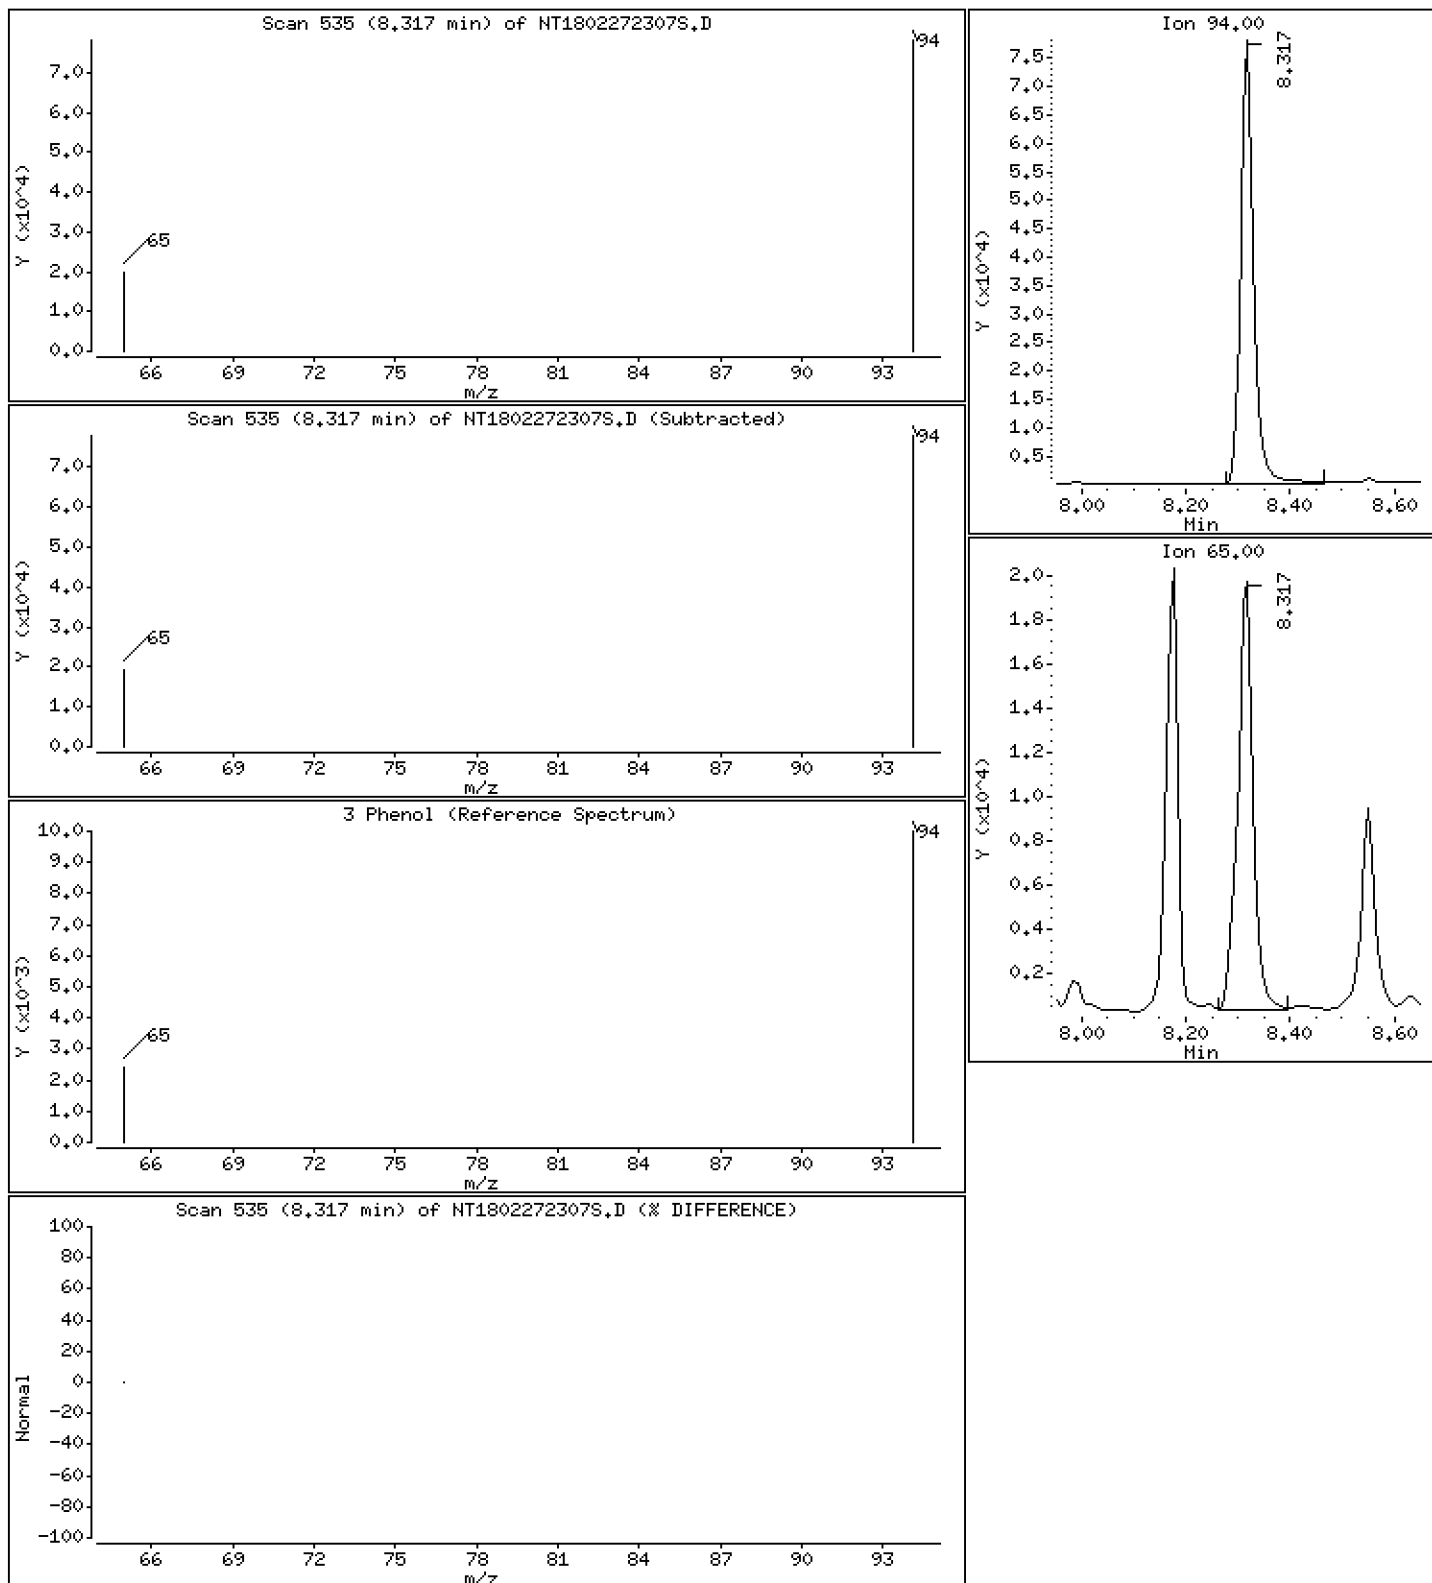 Scan 535 (8.317 min) of NT1802272307S.D
Y (x10^4)
7.0
6.0
5.0
4.0
3.0
2.0
1.0
0.0
94
65
66 69 72 75 78 81 84 87 90 93
m/z
Scan 535 (8.317 min) of NT1802272307S.D (Subtracted)
Y (x10^4)
7.0
6.0
5.0
4.0
3.0
2.0
1.0
0.0
94
65
66 69 72 75 78 81 84 87 90 93
m/z
3 Phenol (Reference Spectrum)
Y (x10^3)
10.0
9.0
8.0
7.0
6.0
5.0
4.0
3.0
2.0
1.0
0.0
94
65
66 69 72 75 78 81 84 87 90 93
m/z
Scan 535 (8.317 min) of NT1802272307S.D (% DIFFERENCE)
Normal
100
80
60
40
20
0
-20
-40
-60
-80
-100
66 69 72 75 78 81 84 87 90 93
m/z
Ion 94.00
Y (x10^4)
7.5
7.0
6.5
6.0
5.5
5.0
4.5
4.0
3.5
3.0
2.5
2.0
1.5
1.0
0.5
8.317
8.00 8.20 8.40 8.60
Min
Ion 65.00
Y (x10^4)
2.0
1.8
1.6
1.4
1.2
1.0
0.8
0.6
0.4
0.2
8.317
8.00 8.20 8.40 8.60
Min